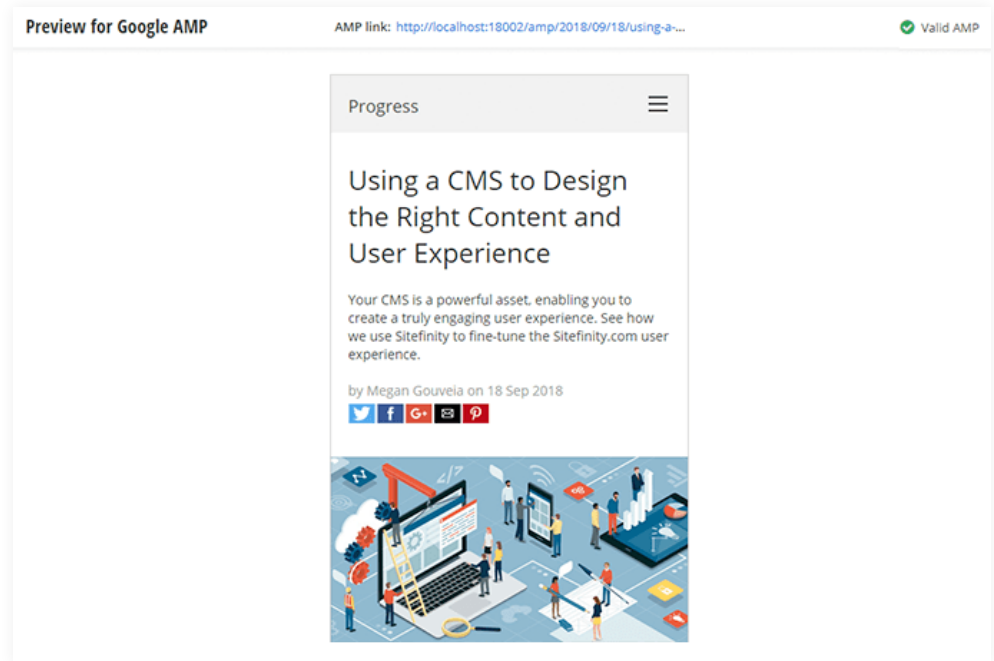 Preview for Google AMP
AMP link: http://localhost:18002/amp/2018/09/18/using-a-...
Valid AMP
Progress
Using a CMS to Design
the Right Content and
User Experience
Your CMS is a powerful asset, enabling you to
create a truly engaging user experience. See how
we use Sitefinity to fine-tune the Sitefinity.com user
experience.
by Megan Gouveia on 18 Sep 2018
f
G+
</>